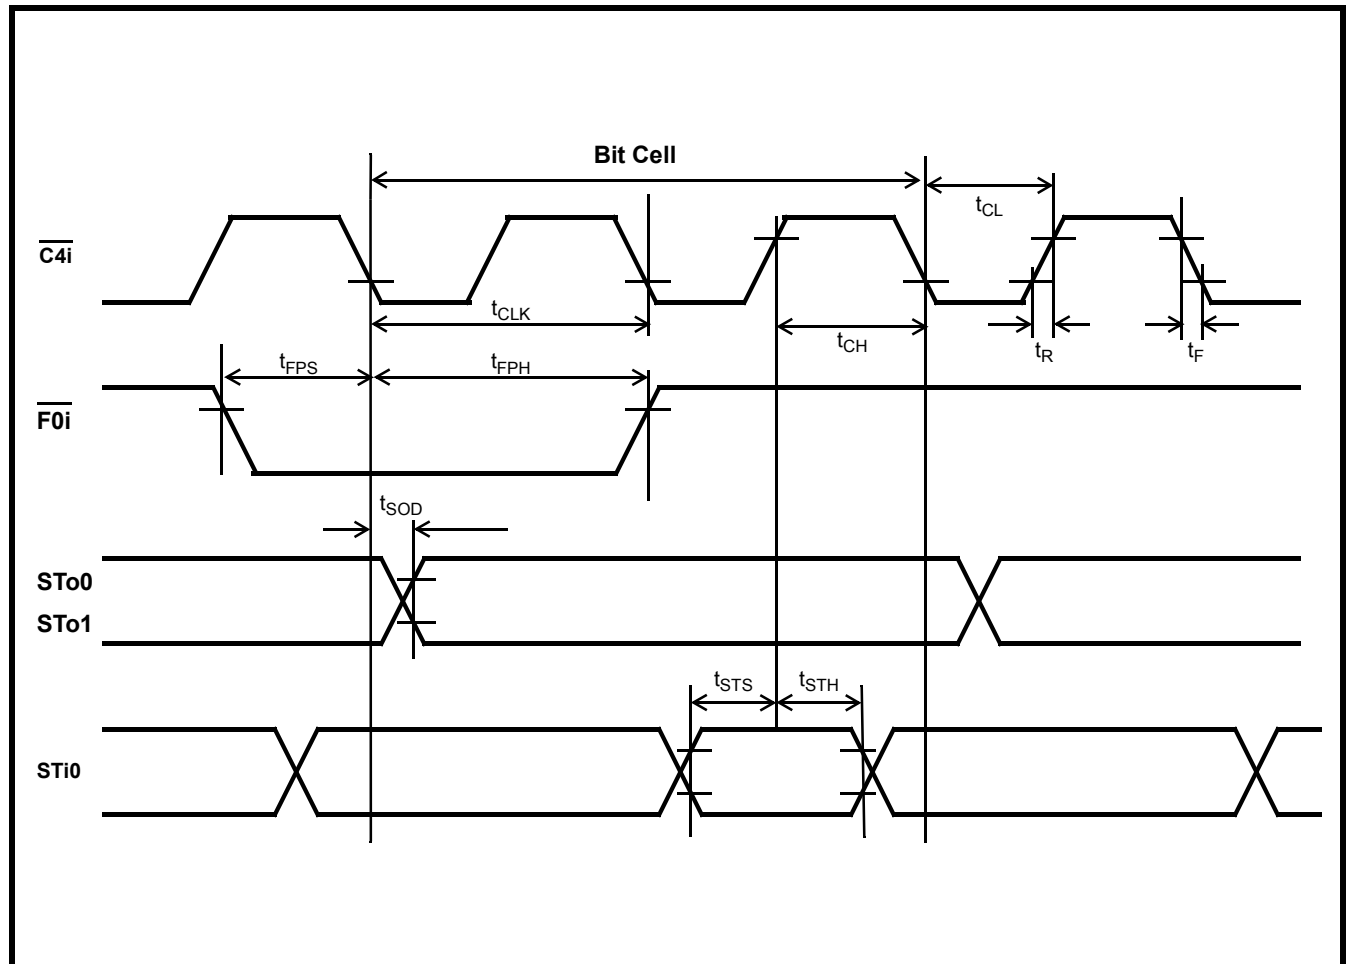 Bit Cell
tCL
C4i
tCLK
tCH
tR
tF
tFPS
tFPH
F0i
tSOD
STo0
STo1
tSTS
tSTH
STi0